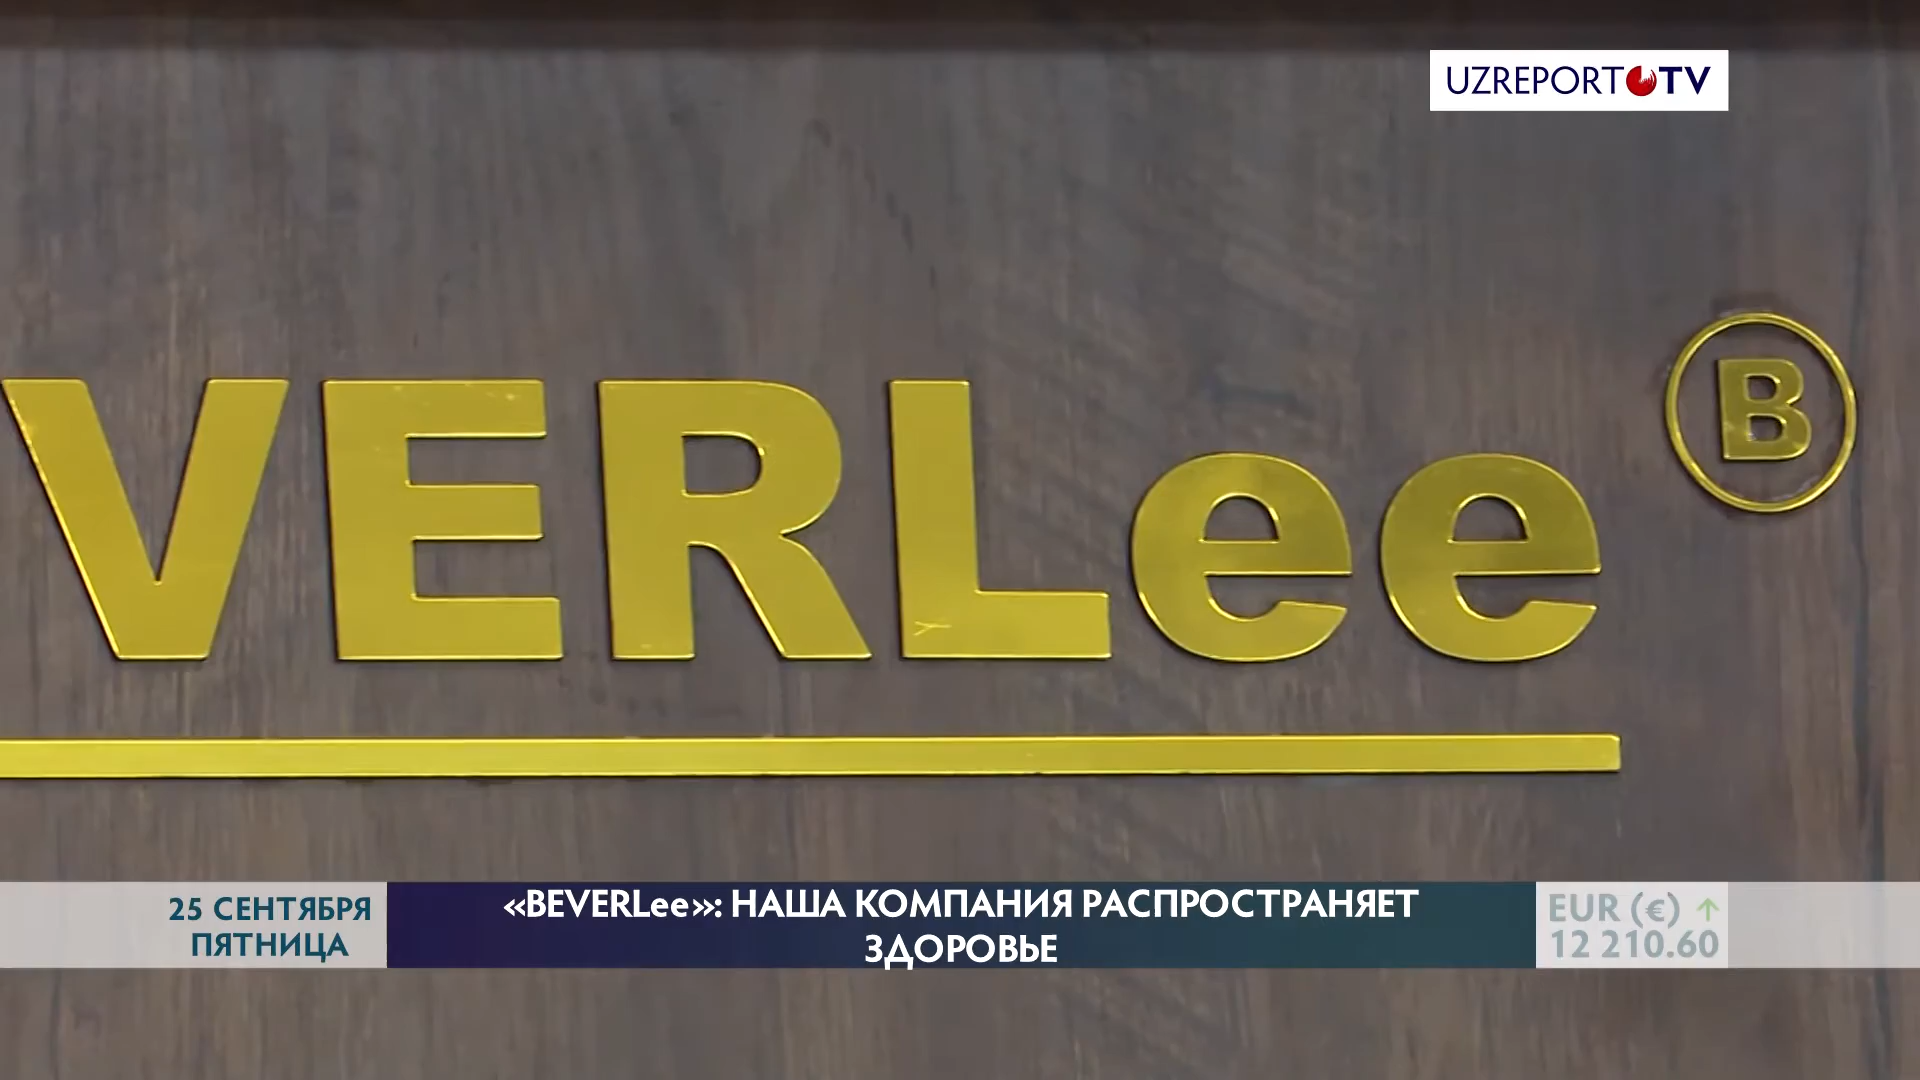 UZREPORT TV
VERLee B
25 СЕНТЯБРЯ
ПЯТНИЦА
«BEVERLee»: НАША КОМПАНИЯ РАСПРОСТРАНЯЕТ
ЗДОРОВЬЕ
EUR (€) ↑
12 210.60